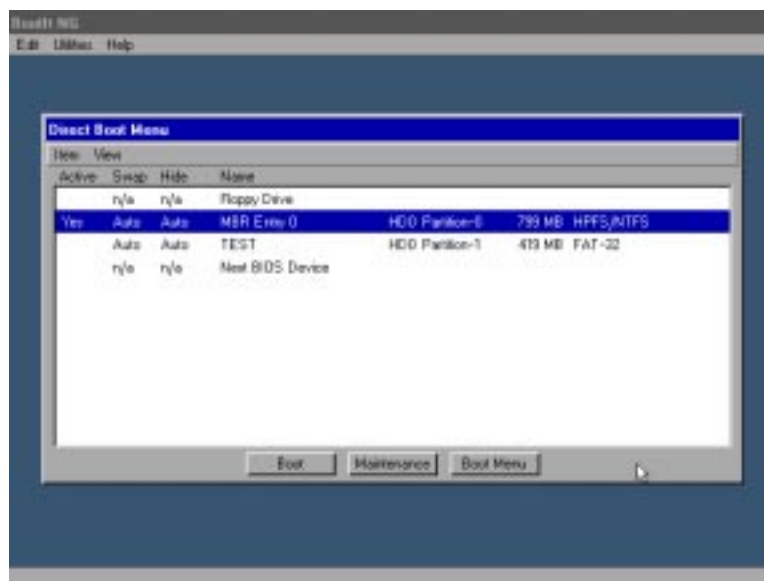 BootIt NG
Edit Utilities Help
Direct Boot Menu
Item View
Active Swap Hide Name
n/a n/a Floppy Drive
Yes Auto Auto MBR Entry 0 HD0 Partition-0 799 MB HPFS/NTFS
Auto Auto TEST HD0 Partition-1 419 MB FAT-32
n/a n/a Next BIOS Device
Boot Maintenance Boot Menu